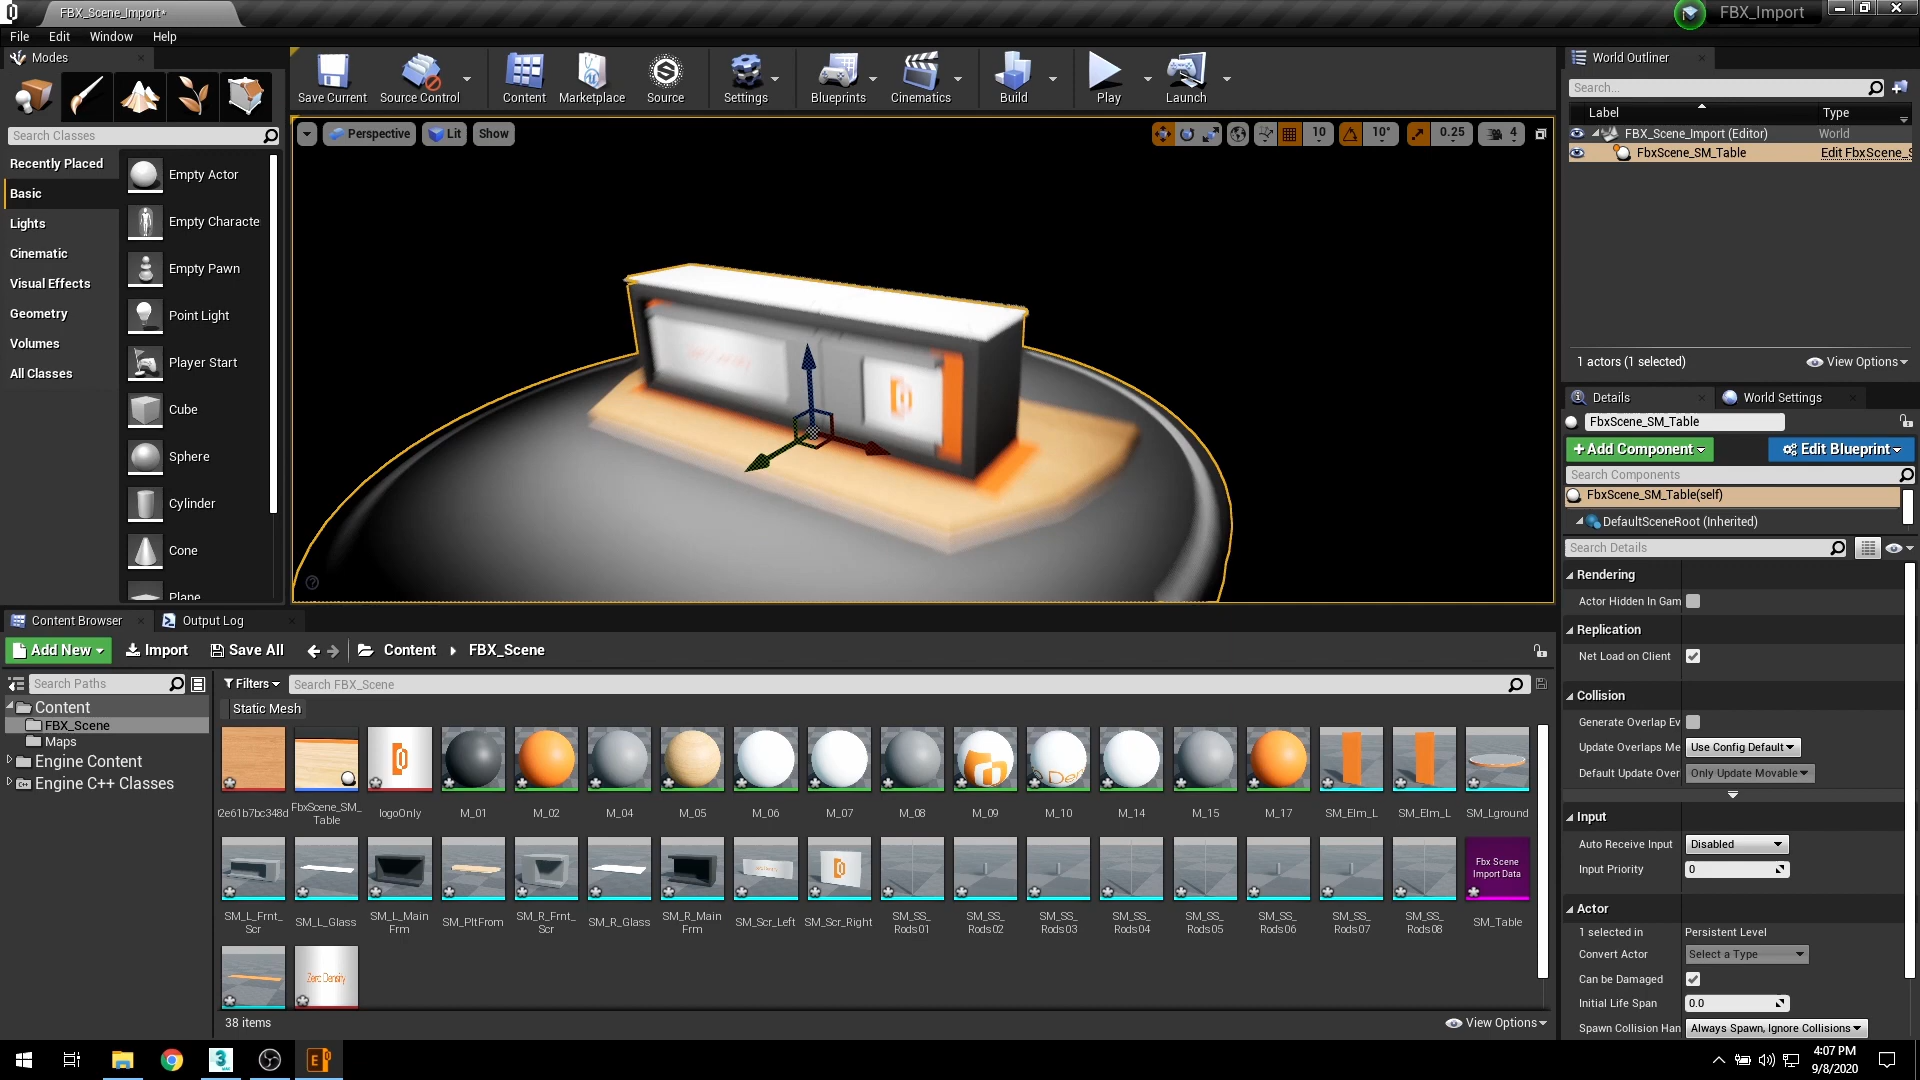 FBX_Scene_Import*
FBX_Import
File Edit Window Help
Modes
Search Classes
Recently Placed
Basic
Lights
Cinematic
Visual Effects
Geometry
Volumes
All Classes
Empty Actor
Empty Characte
Empty Pawn
Point Light
Player Start
Cube
Sphere
Cylinder
Cone
Plane
Save Current Source Control Content Marketplace Source Settings Blueprints Cinematics Build Play Launch
Perspective Lit Show
10 10° 0.25 4
World Outliner
Search...
Label Type
FBX_Scene_Import (Editor) World
FbxScene_SM_Table Edit FbxScene_S
1 actors (1 selected) View Options
Details World Settings
FbxScene_SM_Table
+Add Component Edit Blueprint
Search Components
FbxScene_SM_Table(self)
DefaultSceneRoot (Inherited)
Search Details
Rendering
Actor Hidden In Gam
Replication
Net Load on Client
Collision
Generate Overlap Ev
Update Overlaps Me Use Config Default
Default Update Over Only Update Movable
Input
Auto Receive Input Disabled
Input Priority 0
Actor
1 selected in Persistent Level
Convert Actor Select a Type
Can be Damaged
Initial Life Span 0.0
Spawn Collision Han Always Spawn, Ignore Collisions
Content Browser Output Log
Add New Import Save All Content FBX_Scene
Search Paths
Content
FBX_Scene
Maps
Engine Content
Engine C++ Classes
Filters Search FBX_Scene
Static Mesh
2e61b7bc348d FbxScene_SM_
Table logoOnly M_01 M_02 M_04 M_05 M_06 M_07 M_08 M_09 M_10 M_14 M_15 M_17 SM_Elm_L SM_Elm_L SM_Lground
Fbx Scene
Import Data
SM_L_Frnt_
Scr SM_L_Glass SM_L_Main
Frm SM_PltFrom SM_R_Frnt_
Scr SM_R_Glass SM_R_Main
Frm SM_Scr_Left SM_Scr_Right SM_SS_
Rods01 SM_SS_
Rods02 SM_SS_
Rods03 SM_SS_
Rods04 SM_SS_
Rods05 SM_SS_
Rods06 SM_SS_
Rods07 SM_SS_
Rods08 SM_Table
Zero Density
38 items View Options
4:07 PM
9/8/2020